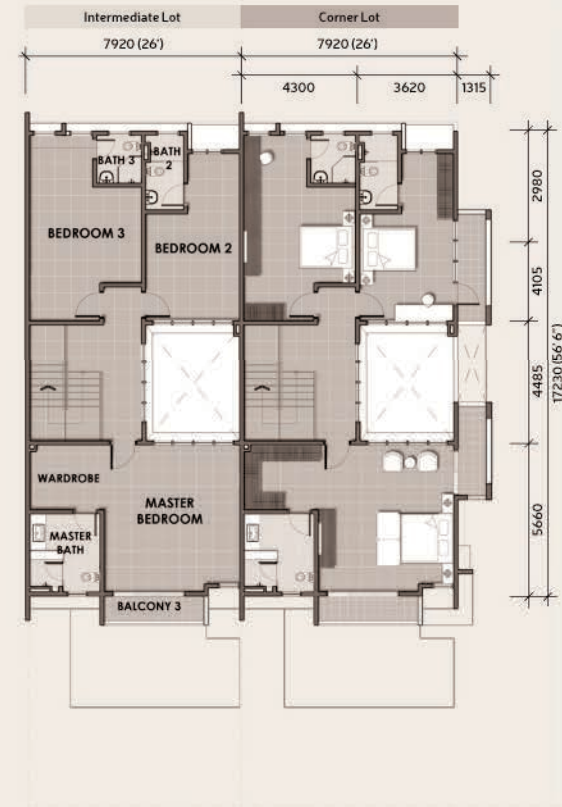 Intermediate Lot
Corner Lot
7920 (26')
7920 (26')
4300
3620
1315
BATH 3
BATH
2
BEDROOM 3
BEDROOM 2
2980
4105
4485
5660
17230 (56' 6")
WARDROBE
MASTER
BEDROOM
MASTER
BATH
BALCONY 3